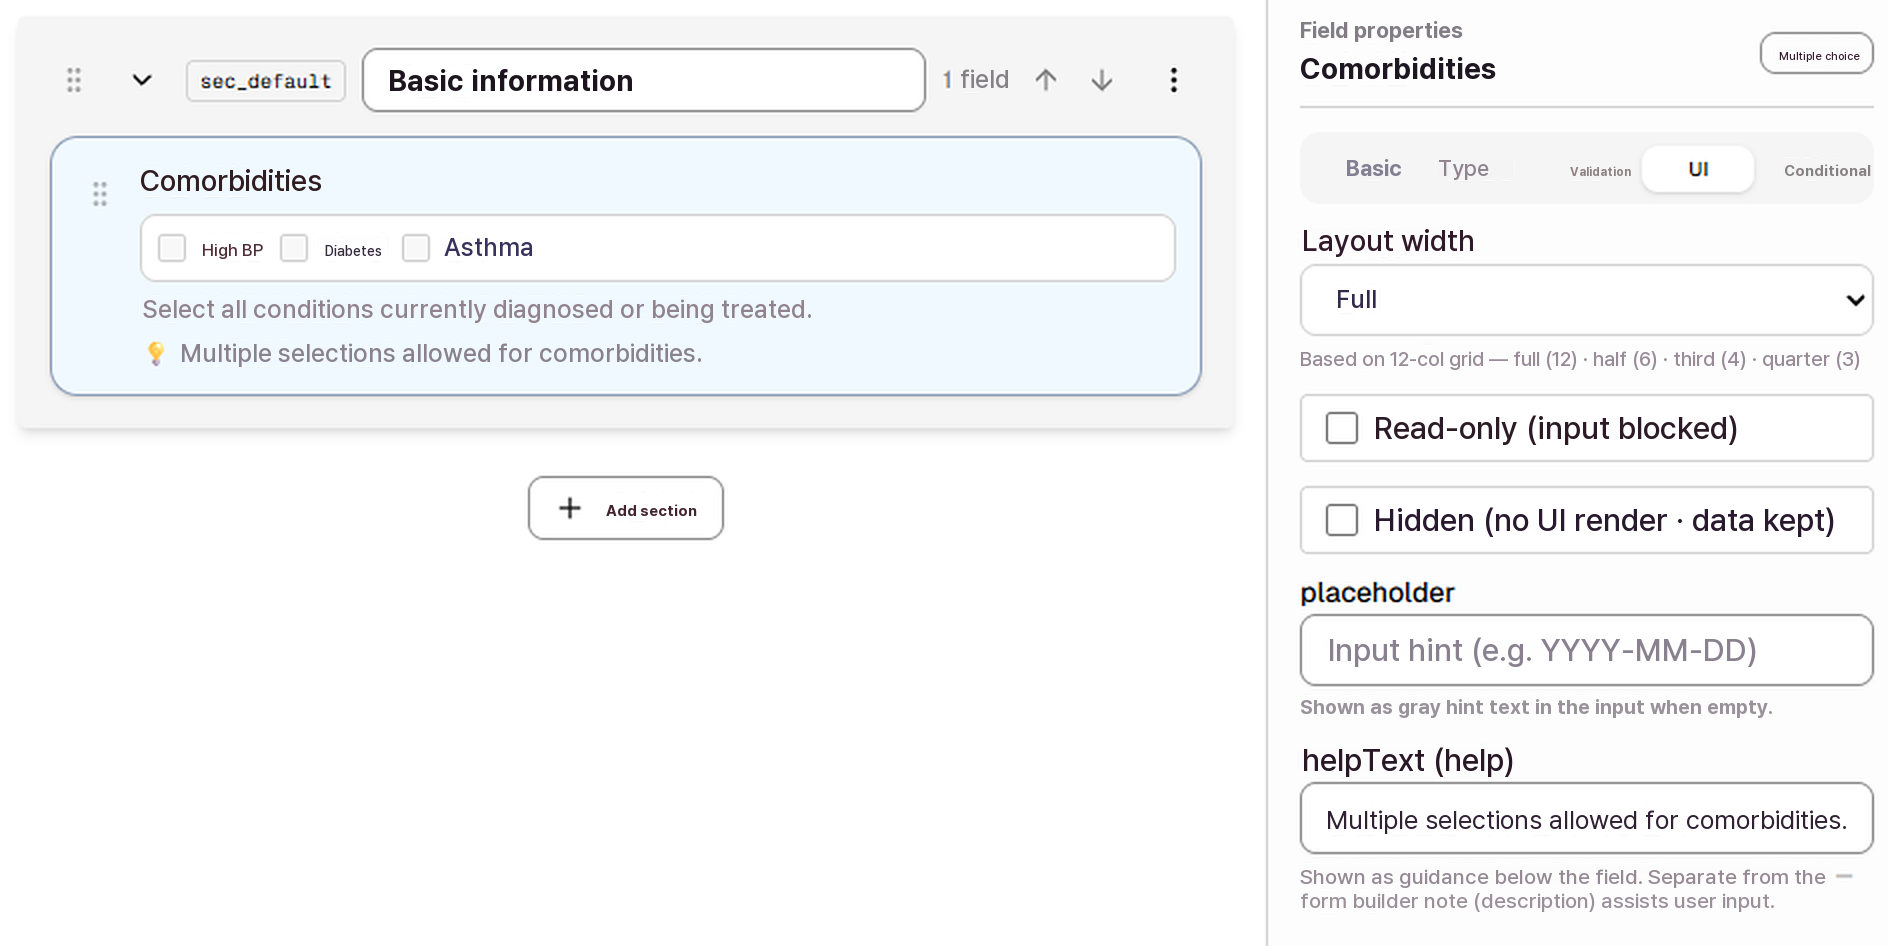 sec_default
Basic information
1 field
Comorbidities
High BP
Diabetes
Asthma
Select all conditions currently diagnosed or being treated.
Multiple selections allowed for comorbidities.
Add section
Field properties
Comorbidities
Multiple choice
Basic
Type
Validation
UI
Conditional
Layout width
Full
Based on 12-col grid — full (12) · half (6) · third (4) · quarter (3)
Read-only (input blocked)
Hidden (no UI render · data kept)
placeholder
Input hint (e.g. YYYY-MM-DD)
Shown as gray hint text in the input when empty.
helpText (help)
Multiple selections allowed for comorbidities.
Shown as guidance below the field. Separate from the —
form builder note (description) assists user input.